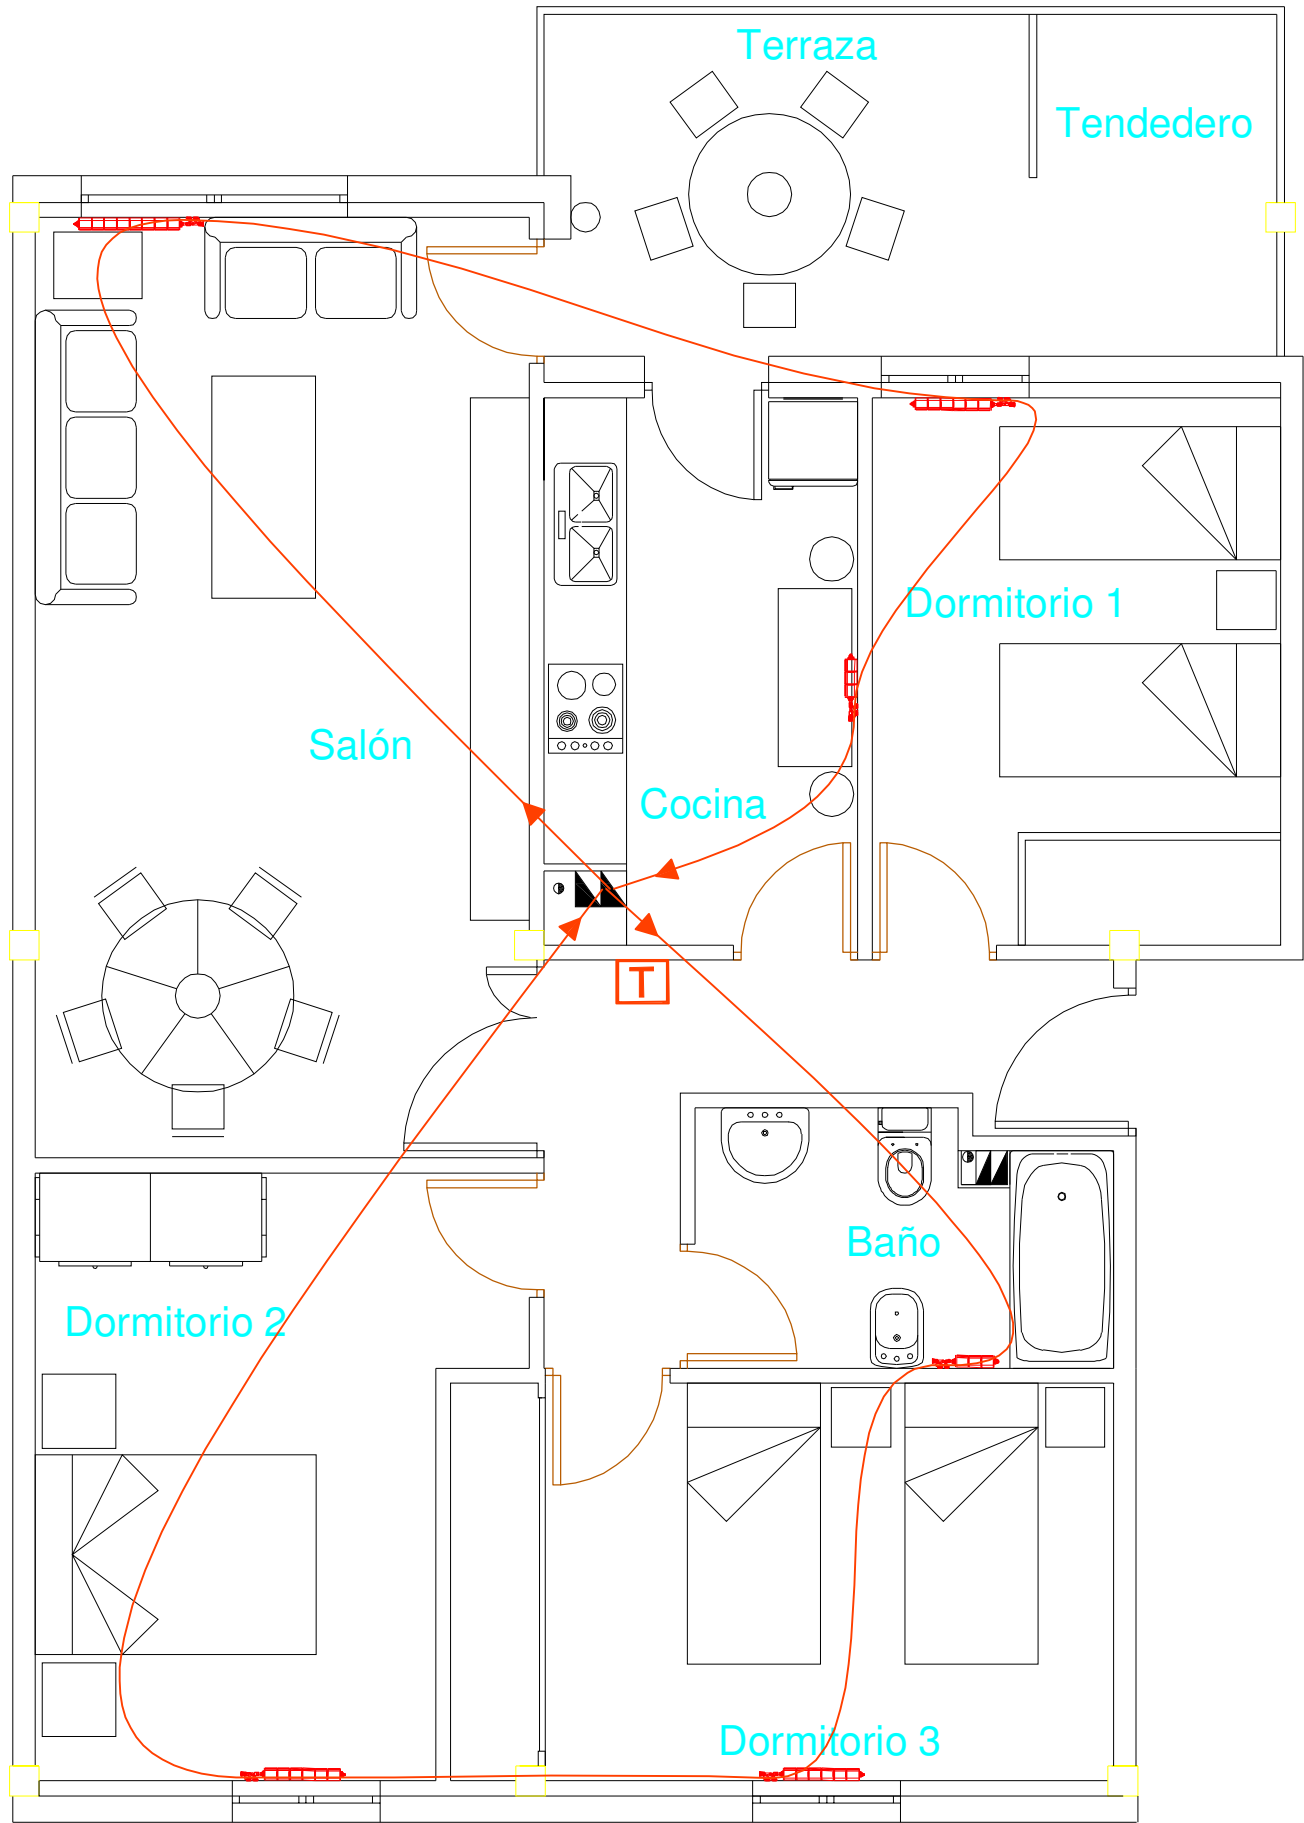 Terraza
Tendedero
Dormitorio 1
Salón
Cocina
T
Baño
Dormitorio 2
Dormitorio 3